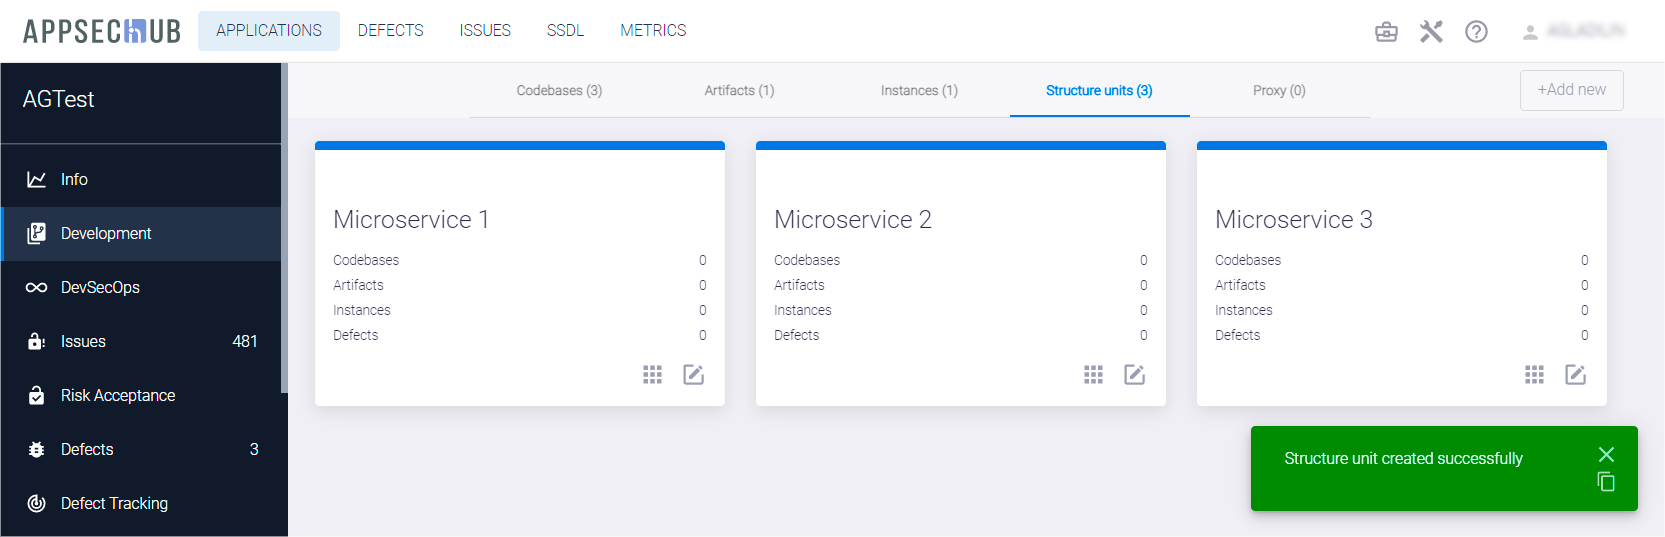 APPSECHUB
APPLICATIONS DEFECTS ISSUES SSDL METRICS
AGTest
Codebases (3) Artifacts (1) Instances (1) Structure units (3) Proxy (0) +Add new
Info
Development
DevSecOps
Issues 481
Risk Acceptance
Defects 3
Defect Tracking
Microservice 1
Codebases 0
Artifacts 0
Instances 0
Defects 0
Microservice 2
Codebases 0
Artifacts 0
Instances 0
Defects 0
Microservice 3
Codebases 0
Artifacts 0
Instances 0
Defects 0
Structure unit created successfully